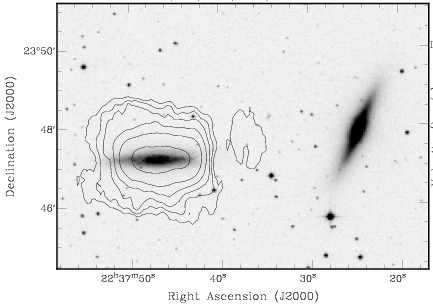 23°50'
48'
46'
Declination (J2000)
22ʰ37ᵐ50ˢ
40ˢ
30ˢ
20ˢ
Right Ascension (J2000)